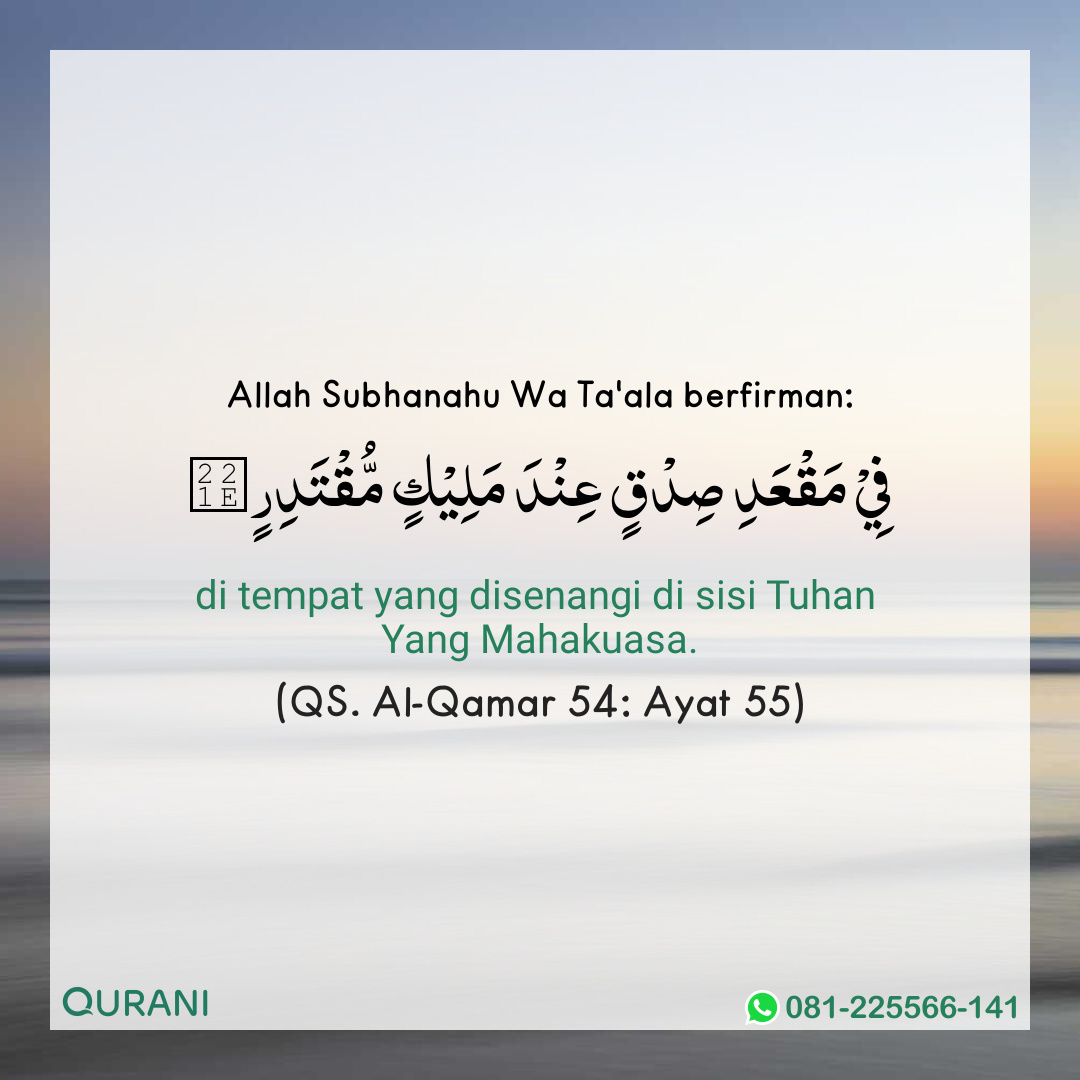 Allah Subhanahu Wa Ta'ala berfirman:
فِيْ مَقْعَدِ صِدْقٍ عِنْدَ مَلِيْكٍ مُّقْتَدِرٍ 221E
di tempat yang disenangi di sisi Tuhan
Yang Mahakuasa.
(QS. Al-Qamar 54: Ayat 55)
QURANI
081-225566-141